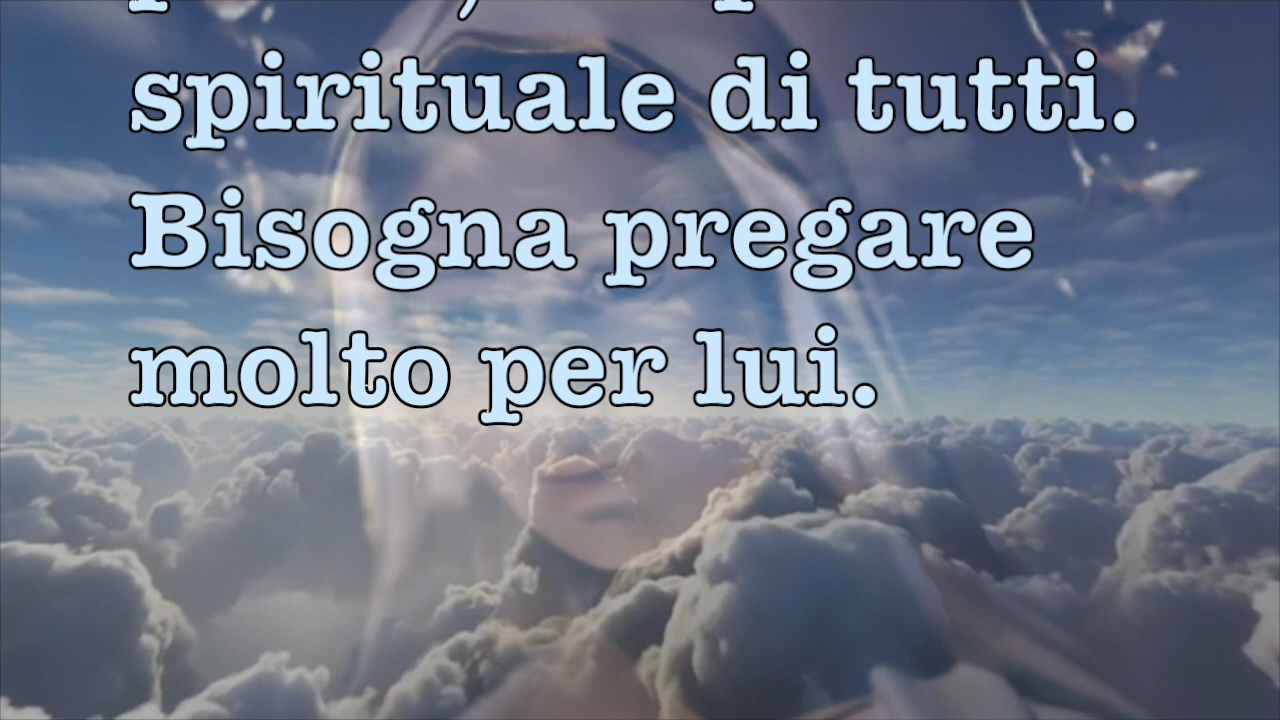 spirituale di tutti.
Bisogna pregare
molto per lui.